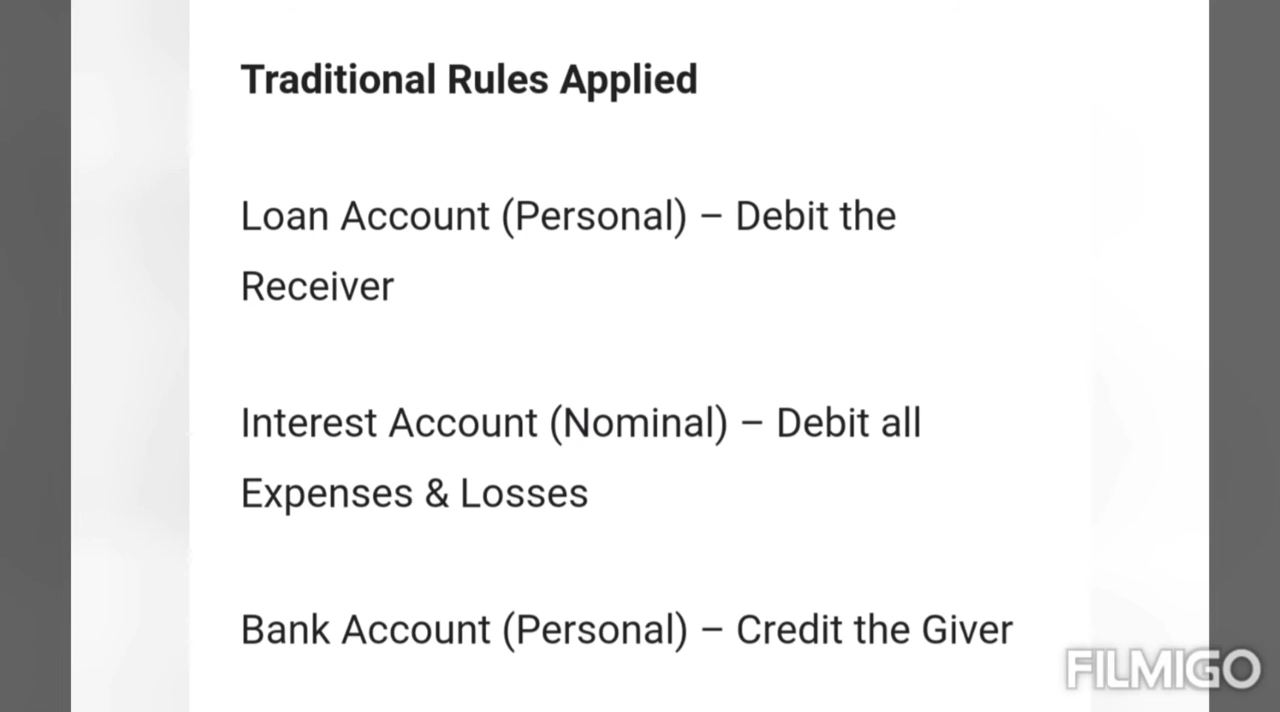 Traditional Rules Applied
Loan Account (Personal) – Debit the
Receiver
Interest Account (Nominal) – Debit all
Expenses & Losses
Bank Account (Personal) – Credit the Giver
FILMIGO